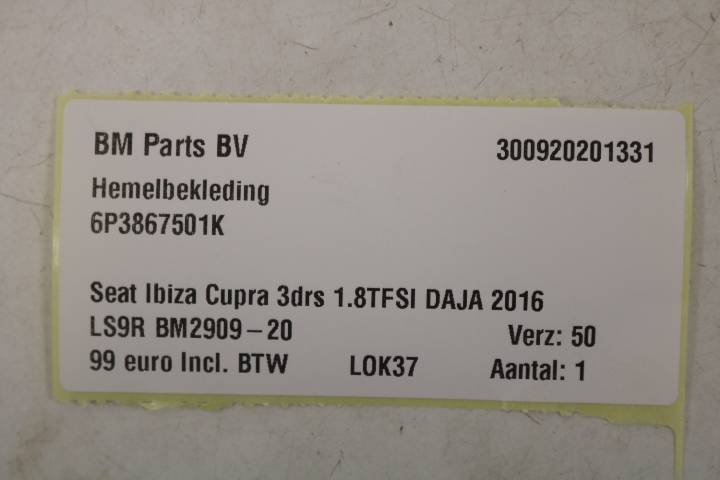 BM Parts BV 300920201331
Hemelbekleding
6P3867501K
Seat Ibiza Cupra 3drs 1.8TFSI DAJA 2016
LS9R BM2909-20 Verz: 50
99 euro Incl. BTW LOK37 Aantal: 1